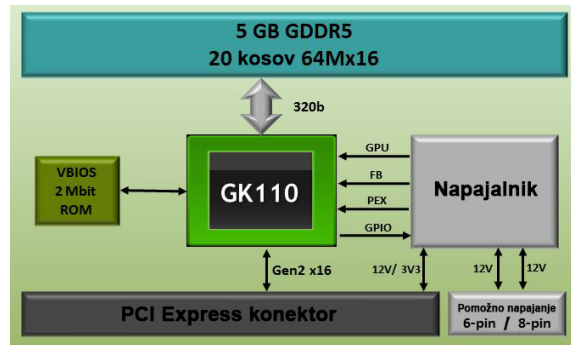 5 GB GDDR5
20 kosov 64Mx16
320b
GPU
VBIOS
2 Mbit
ROM
GK110
FB
Napajalnik
PEX
GPIO
Gen2 x16
12V/ 3V3
12V
12V
PCI Express konektor
Pomožno napajanje
6-pin / 8-pin